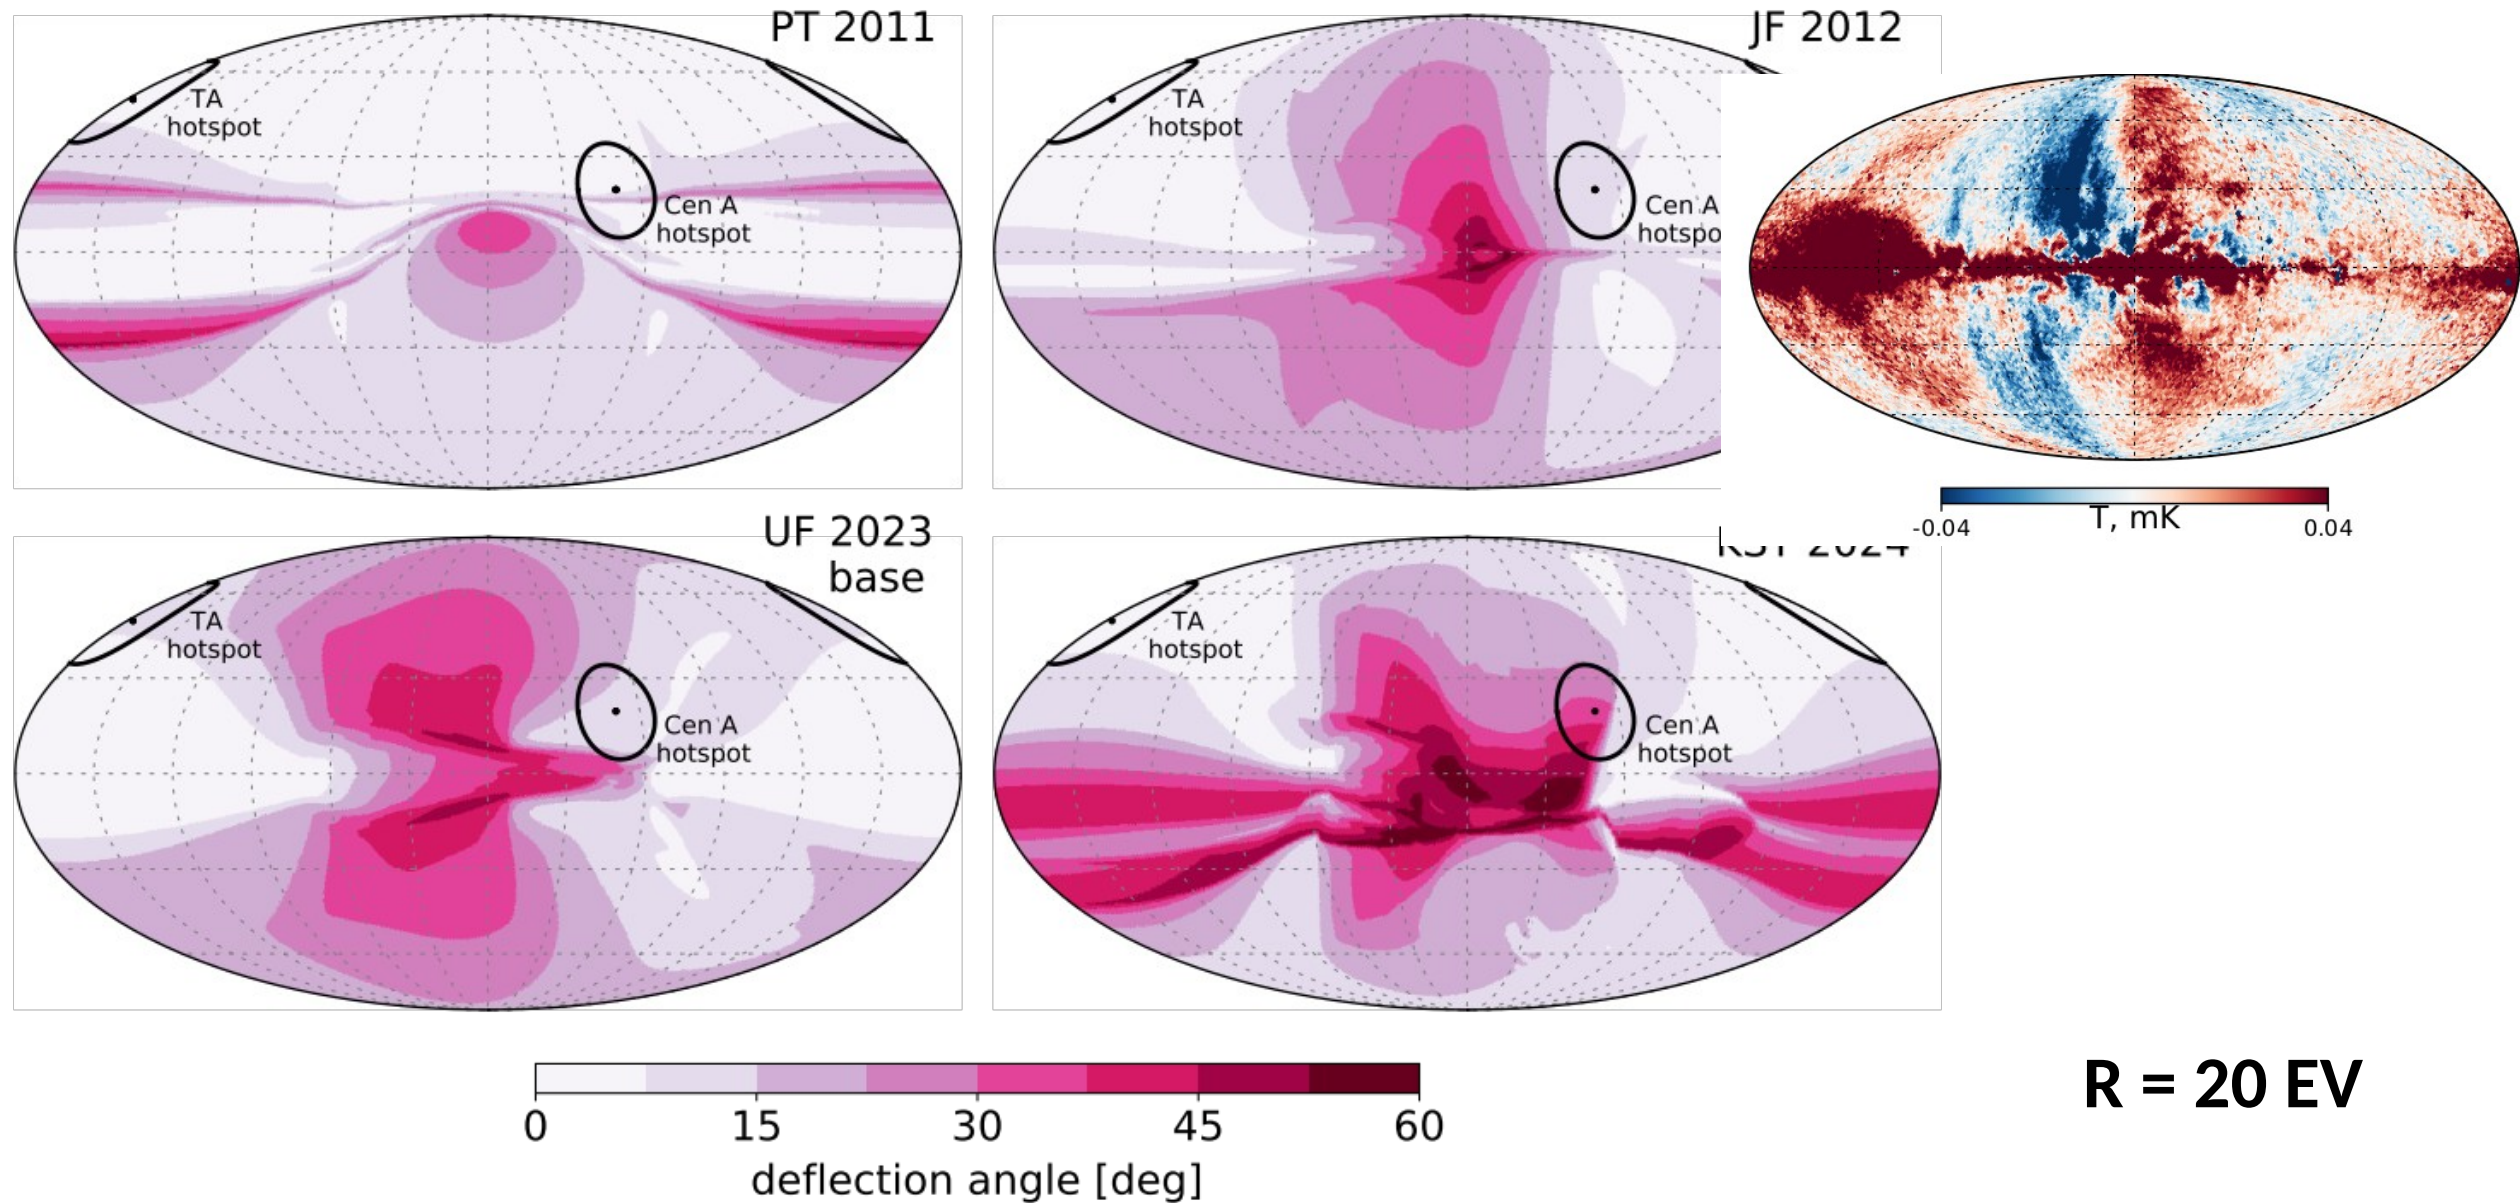 PT 2011
TA
hotspot
Cen A
hotspot
JF 2012
TA
hotspot
Cen A
hotspo
-0.04
T, mK
0.04
UF 2023
base
TA
hotspot
Cen A
hotspot
2024
TA
hotspot
Cen A
hotspot
0
15
30
45
60
deflection angle [deg]
R = 20 EV